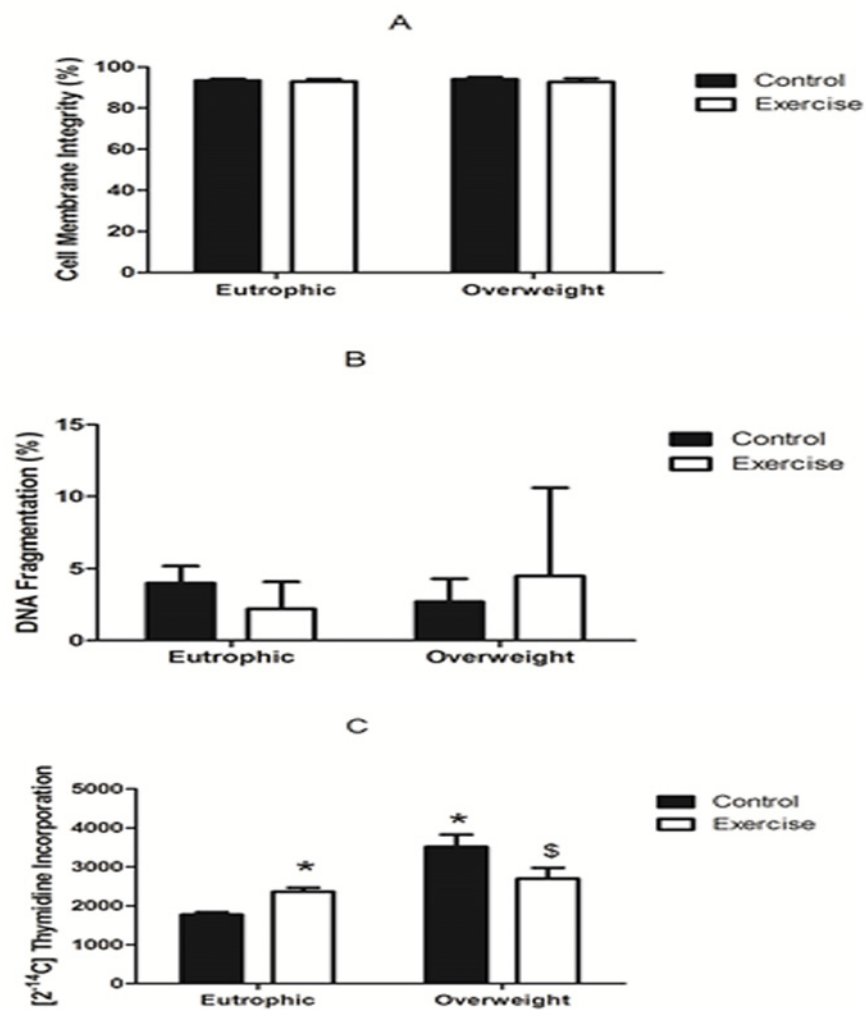 A
Cell Membrane Integrity (%)
100
80
60
40
20
0
Eutrophic
Overweight
Control
Exercise
B
DNA Fragmentation (%)
15
10
5
0
Eutrophic
Overweight
Control
Exercise
C
[2-¹⁴C] Thymidine Incorporation
5000
4000
3000
2000
1000
0
*
*
$
Eutrophic
Overweight
Control
Exercise